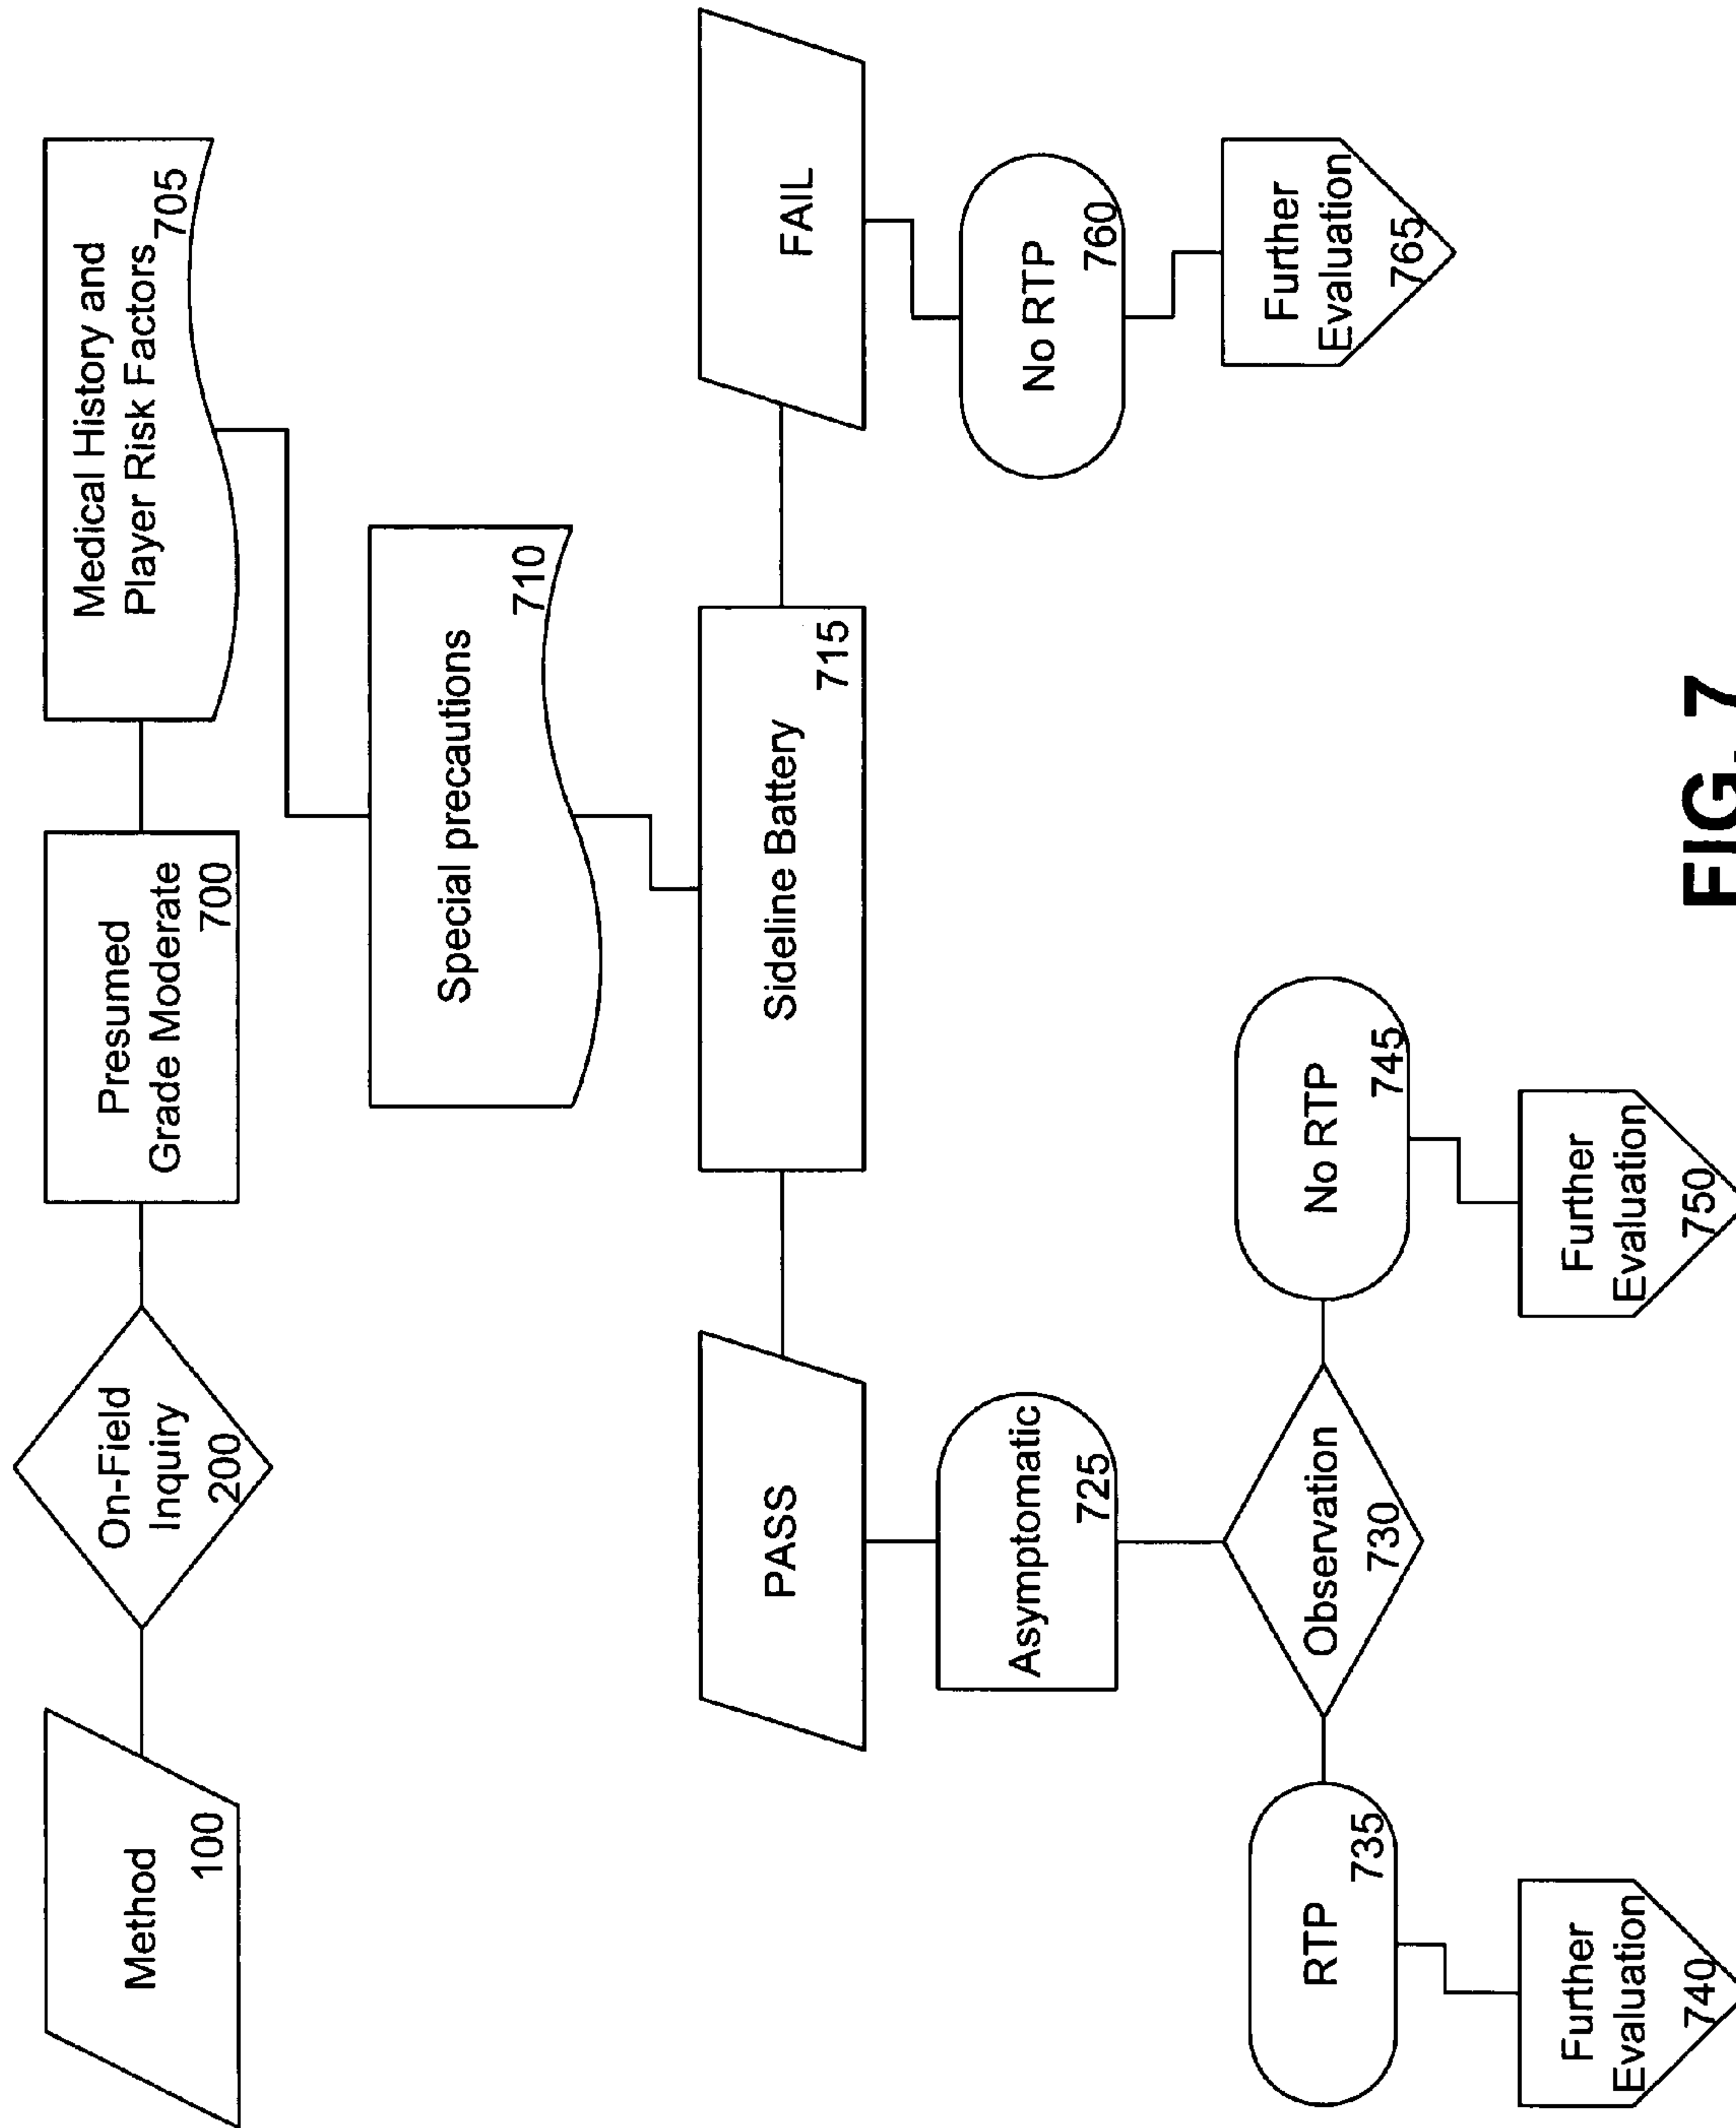 Method
100
On-Field
Inquiry
200
Presumed
Grade Moderate
700
Medical History and
Player Risk Factors
705
Special precautions
710
Sideline Battery
715
PASS
FAIL
Asymptomatic
725
No RTP
760
Observation
730
RTP
735
No RTP
745
Further
Evaluation
765
Further
Evaluation
740
Further
Evaluation
750
FIG. 7